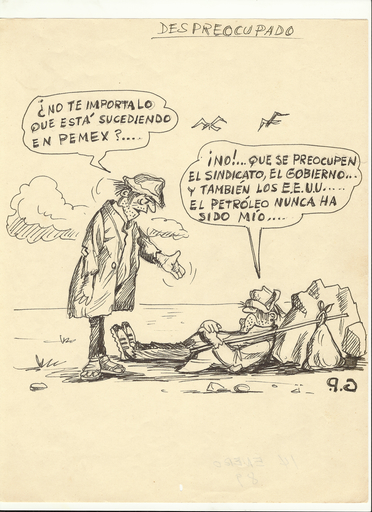 DESPREOCUPADO
¿NO TE IMPORTA LO
QUE ESTÁ SUCEDIENDO
EN PEMEX?....
¡NO!... QUE SE PREOCUPEN
EL SINDICATO, EL GOBIERNO...
Y TAMBIEN LOS E.E.U.U.....
EL PETRÓLEO NUNCA HA
SIDO MÍO....
G.P